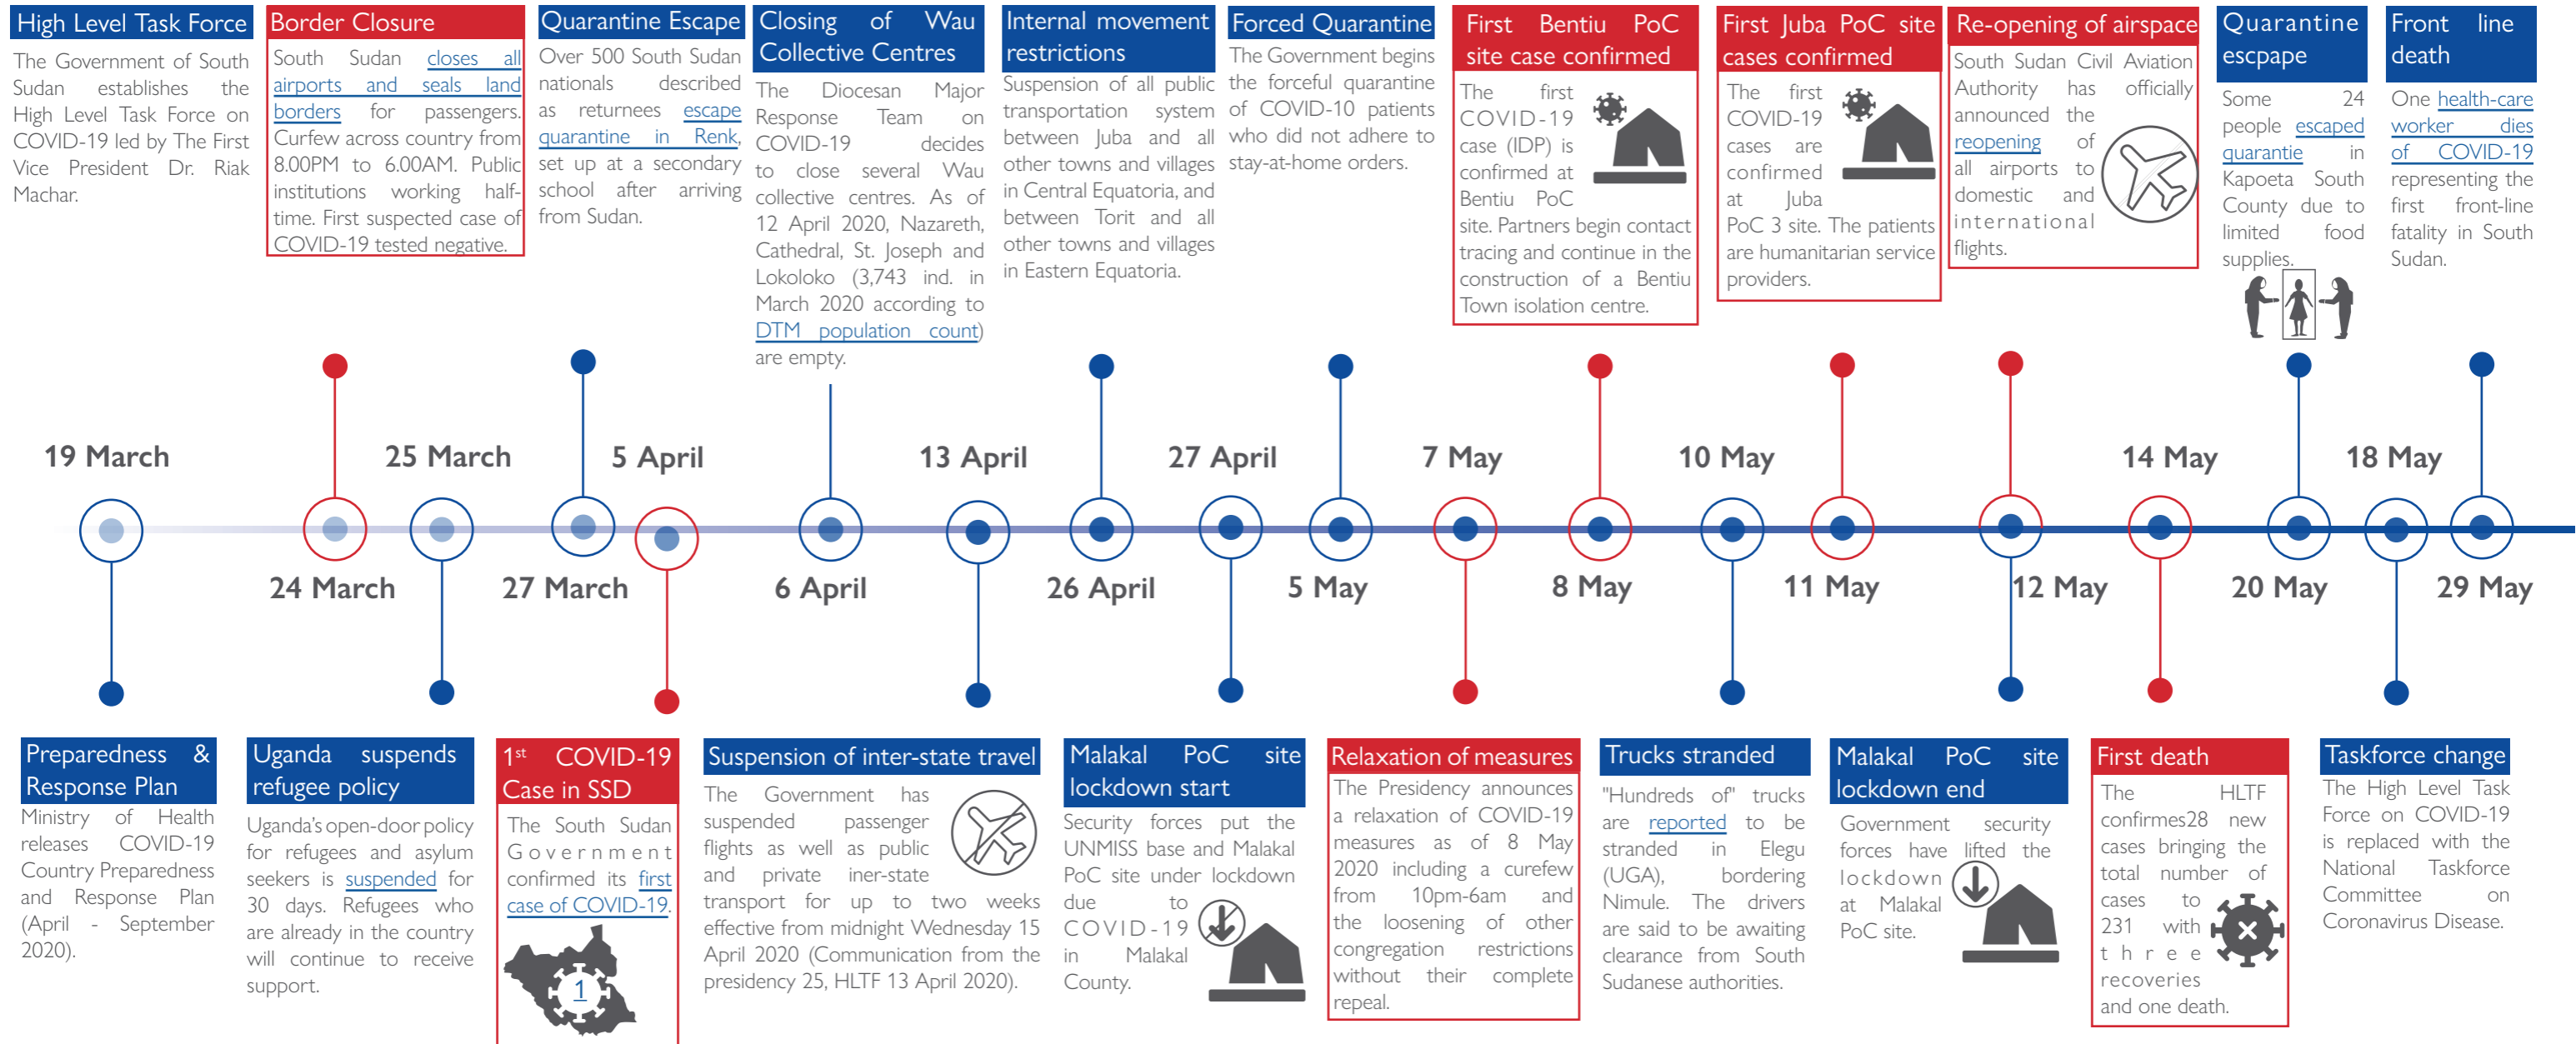 High Level Task Force
The Government of South
Sudan establishes the
High Level Task Force on
COVID-19 led by The First
Vice President Dr. Riak
Machar.
Border Closure
South Sudan closes all
airports and seals land
borders for passengers.
Curfew across country from
8.00PM to 6.00AM. Public
institutions working half-
time. First suspected case of
COVID-19 tested negative.
Quarantine Escape
Over 500 South Sudan
nationals described
as returnees escape
quarantine in Renk,
set up at a secondary
school after arriving
from Sudan.
Closing of Wau
Collective Centres
The Diocesan Major
Response Team on
COVID-19 decides
to close several Wau
collective centres. As of
12 April 2020, Nazareth,
Cathedral, St. Joseph and
Lokoloko (3,743 ind. in
March 2020 according to
DTM population count)
are empty.
Internal movement
restrictions
Suspension of all public
transportation system
between Juba and all
other towns and villages
in Central Equatoria, and
between Torit and all
other towns and villages
in Eastern Equatoria.
Forced Quarantine
The Government begins
the forceful quarantine
of COVID-10 patients
who did not adhere to
stay-at-home orders.
First Bentiu PoC
site case confirmed
The first
COVID-19
case (IDP) is
confirmed at
Bentiu PoC
site. Partners begin contact
tracing and continue in the
construction of a Bentiu
Town isolation centre.
First Juba PoC site
cases confirmed
The first
COVID-19
cases are
confirmed
at Juba
PoC 3 site. The patients
are humanitarian service
providers.
Re-opening of airspace
South Sudan Civil Aviation
Authority has officially
announced the
reopening of
all airports to
domestic and
international
flights.
Quarantine
escpape
Some 24
people escaped
quarantie in
Kapoeta South
County due to
limited food
supplies.
Front line
death
One health-care
worker dies
of COVID-19
representing the
first front-line
fatality in South
Sudan.
19 March
25 March
5 April
13 April
27 April
7 May
10 May
14 May
18 May
24 March
27 March
6 April
26 April
5 May
8 May
11 May
12 May
20 May
29 May
Preparedness &
Response Plan
Ministry of Health
releases COVID-19
Country Preparedness
and Response Plan
(April - September
2020).
Uganda suspends
refugee policy
Uganda's open-door policy
for refugees and asylum
seekers is suspended for
30 days. Refugees who
are already in the country
will continue to receive
support.
1st COVID-19
Case in SSD
The South Sudan
Government
confirmed its first
case of COVID-19.
1
Suspension of inter-state travel
The Government has
suspended passenger
flights as well as public
and private iner-state
transport for up to two weeks
effective from midnight Wednesday 15
April 2020 (Communication from the
presidency 25, HLTF 13 April 2020).
Malakal PoC site
lockdown start
Security forces put the
UNMISS base and Malakal
PoC site under lockdown
due to
COVID-19
in Malakal
County.
Relaxation of measures
The Presidency announces
a relaxation of COVID-19
measures as of 8 May
2020 including a curefew
from 10pm-6am and
the loosening of other
congregation restrictions
without their complete
repeal.
Trucks stranded
"Hundreds of" trucks
are reported to be
stranded in Elegu
(UGA), bordering
Nimule. The drivers
are said to be awaiting
clearance from South
Sudanese authorities.
Malakal PoC site
lockdown end
Government security
forces have lifted the
lockdown
at Malakal
PoC site.
First death
The HLTF
confirmes28 new
cases bringing the
total number of
cases to
231 with
three
recoveries
and one death.
Taskforce change
The High Level Task
Force on COVID-19
is replaced with the
National Taskforce
Committee on
Coronavirus Disease.